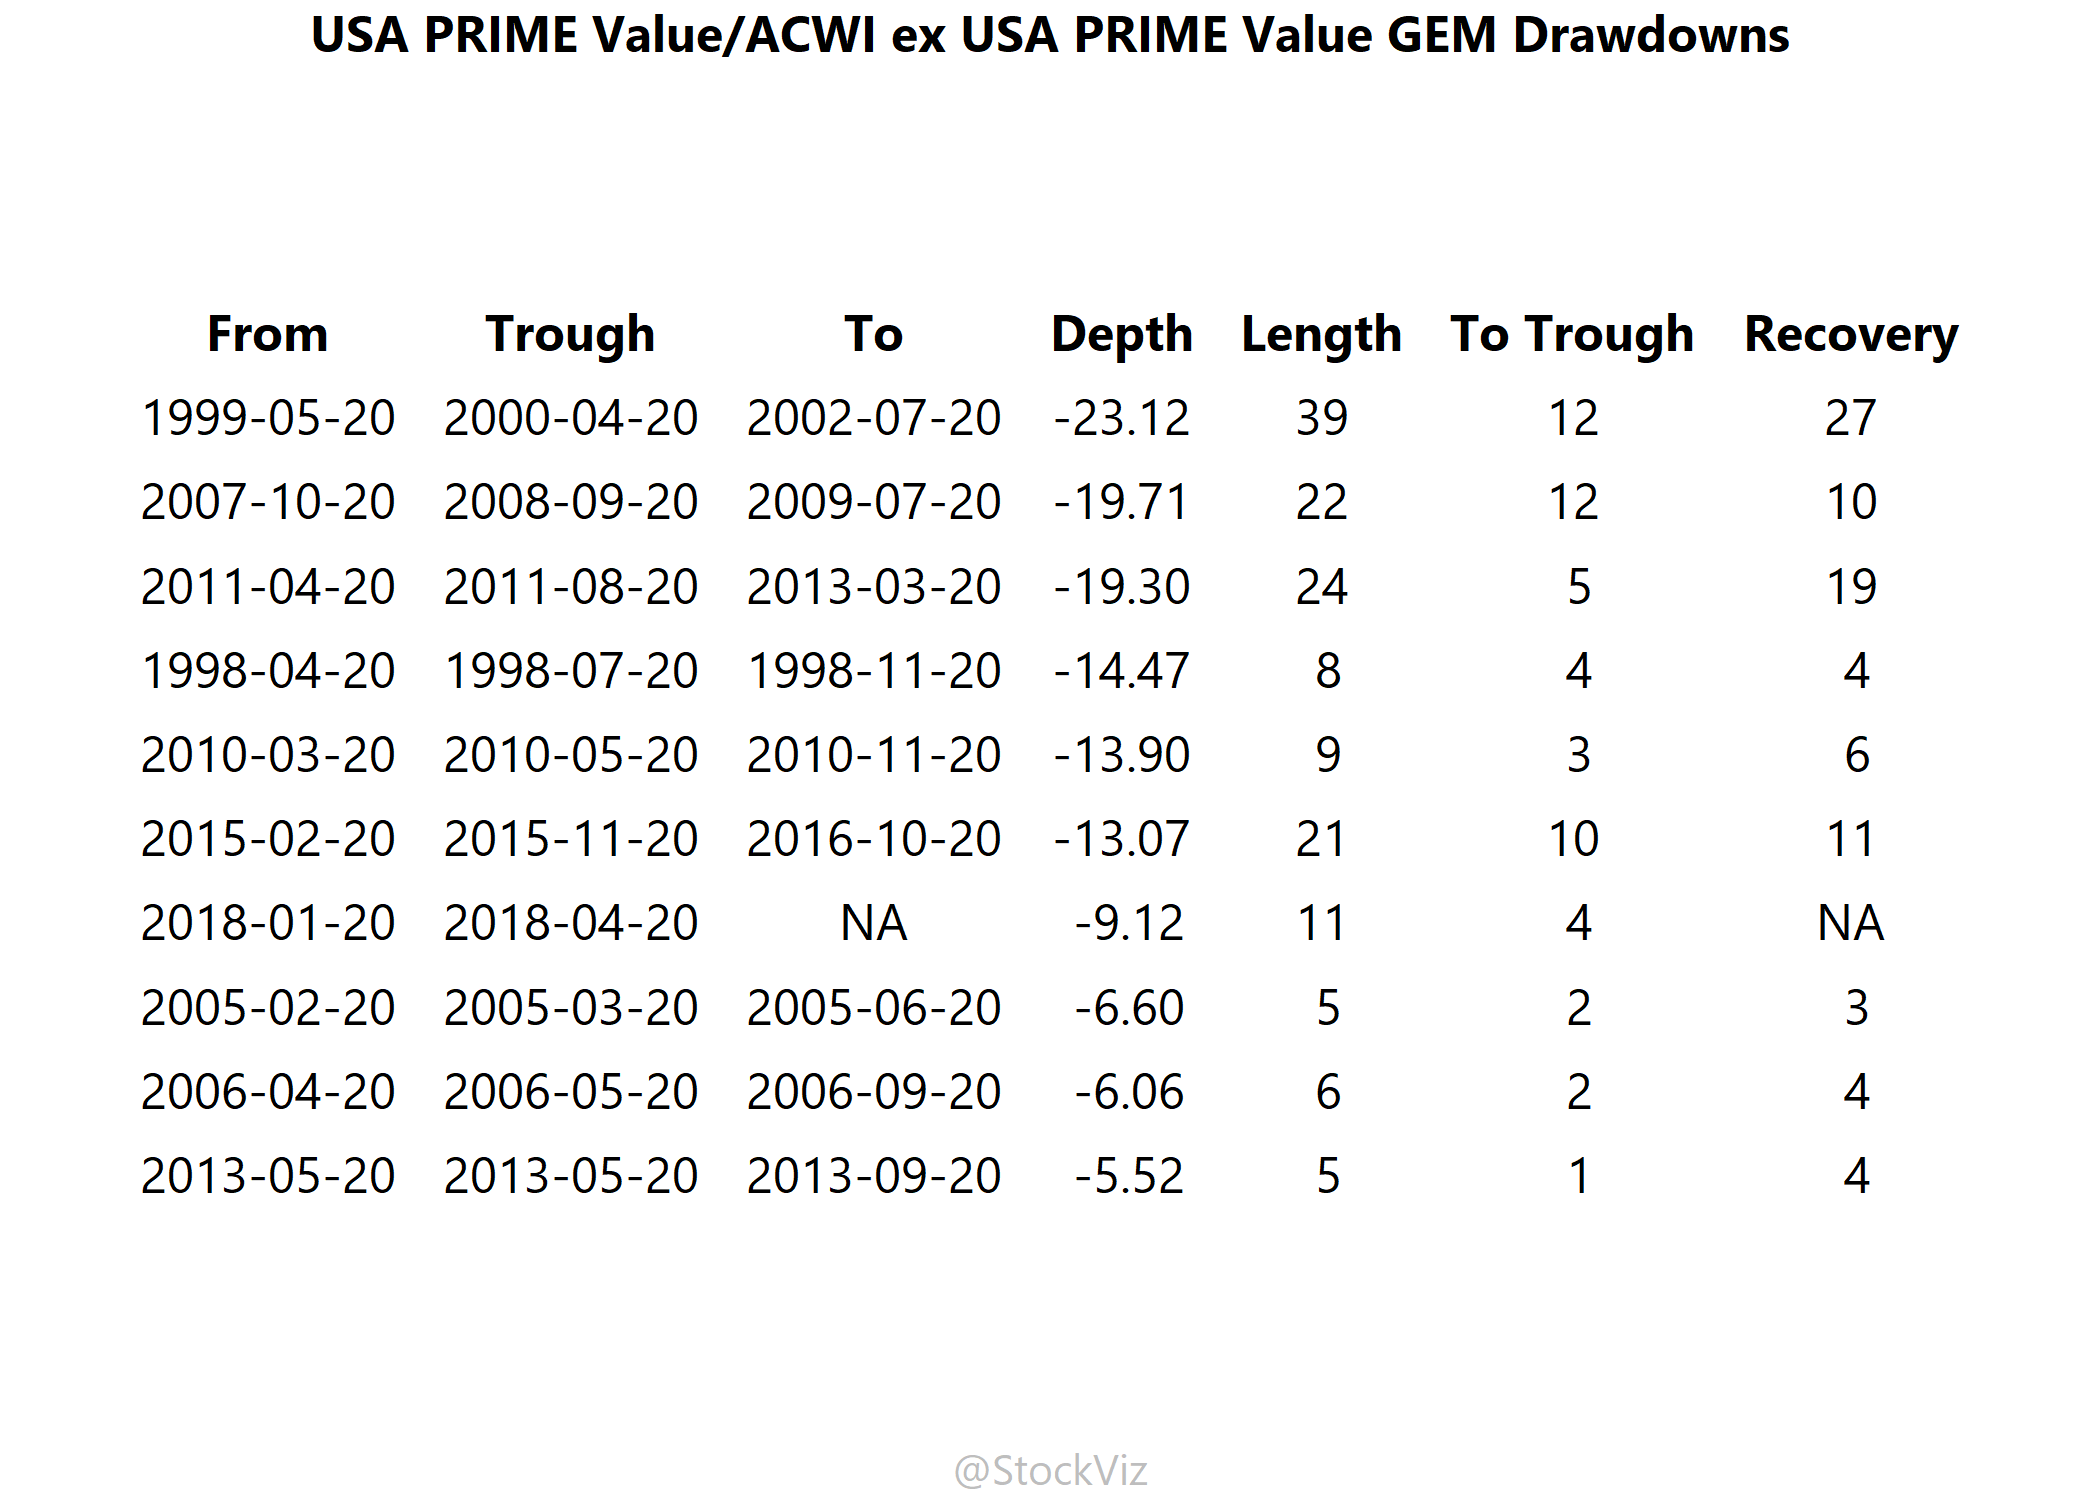 USA PRIME Value/ACWI ex USA PRIME Value GEM Drawdowns
From Trough To Depth Length To Trough Recovery
1999-05-20 2000-04-20 2002-07-20 -23.12 39 12 27
2007-10-20 2008-09-20 2009-07-20 -19.71 22 12 10
2011-04-20 2011-08-20 2013-03-20 -19.30 24 5 19
1998-04-20 1998-07-20 1998-11-20 -14.47 8 4 4
2010-03-20 2010-05-20 2010-11-20 -13.90 9 3 6
2015-02-20 2015-11-20 2016-10-20 -13.07 21 10 11
2018-01-20 2018-04-20 NA -9.12 11 4 NA
2005-02-20 2005-03-20 2005-06-20 -6.60 5 2 3
2006-04-20 2006-05-20 2006-09-20 -6.06 6 2 4
2013-05-20 2013-05-20 2013-09-20 -5.52 5 1 4
@StockViz